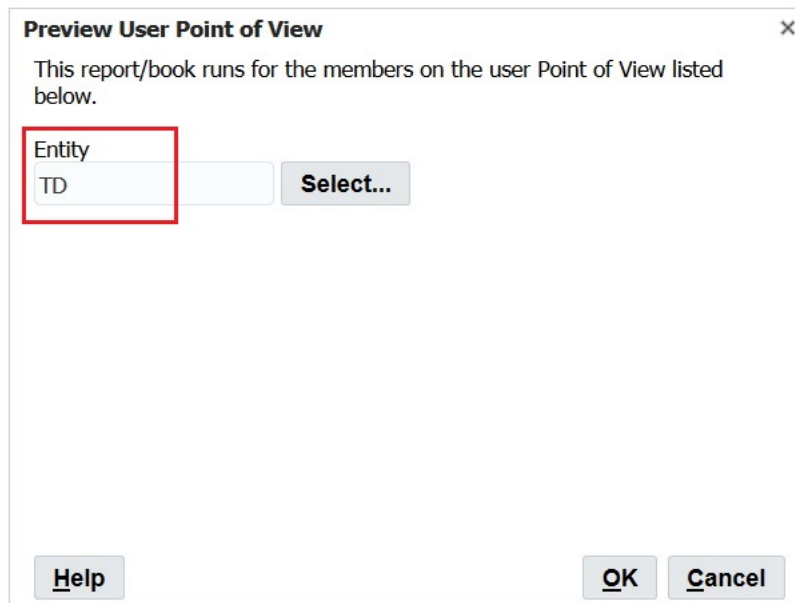 Preview User Point of View
This report/book runs for the members on the user Point of View listed
below.
Entity
TD
Select...
Help
OK
Cancel